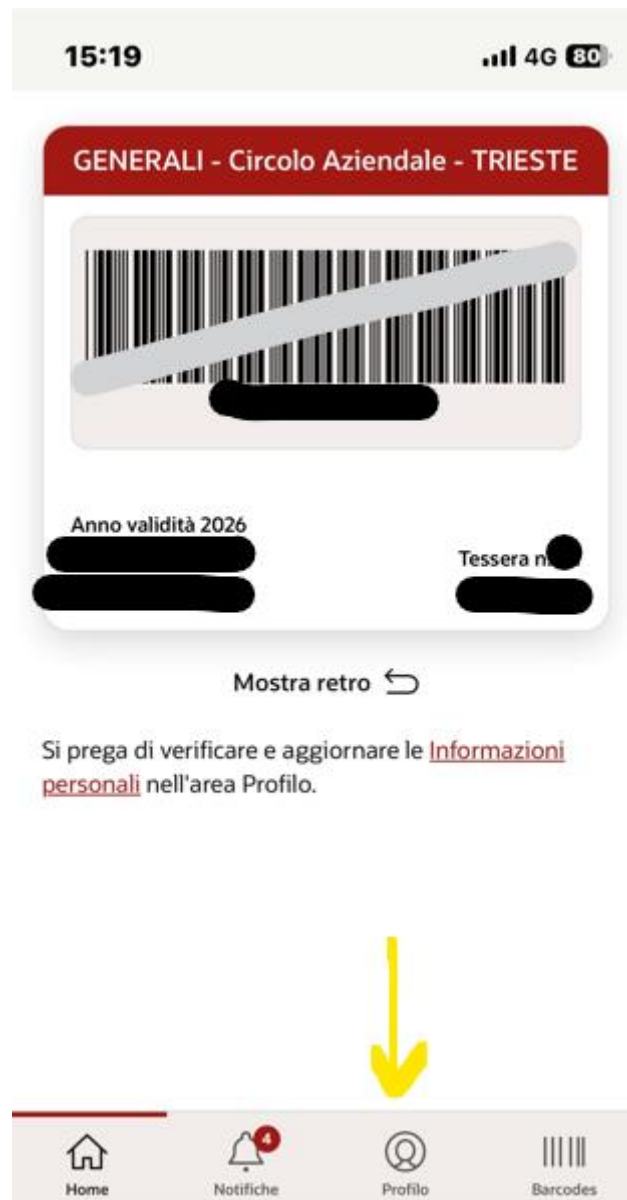 15:19
4G 80
GENERALI - Circolo Aziendale - TRIESTE
Anno validità 2026
Tessera n.
Mostra retro
Si prega di verificare e aggiornare le Informazioni
personali nell'area Profilo.
4
Home Notifiche Profilo Barcodes